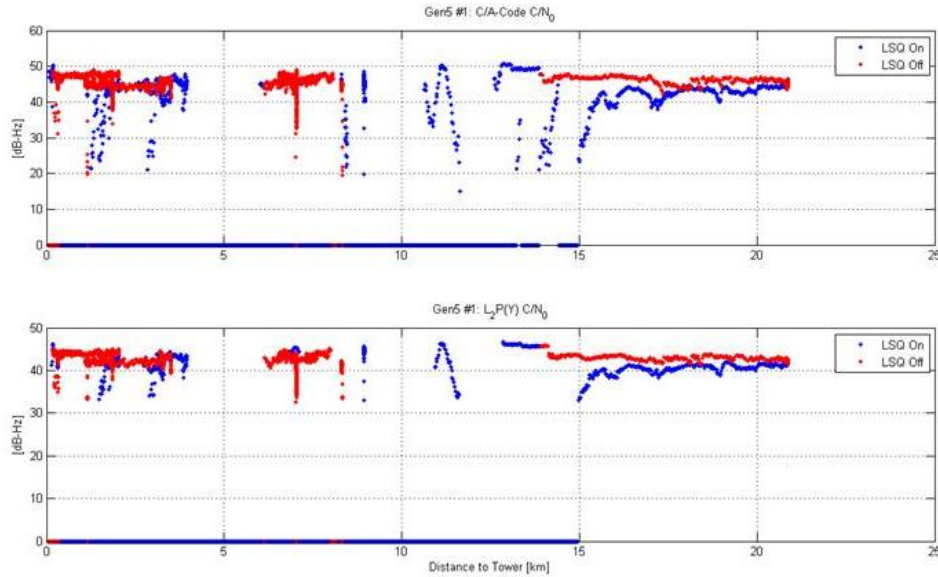 Gen5 #1: C/A-Code C/N0
60
50
40
30
20
10
0
[dB-Hz]
LSQ On
LSQ Off
0 5 10 15 20 25
Gen5 #1: L2P(Y) C/N0
50
40
30
20
10
0
[dB-Hz]
LSQ On
LSQ Off
0 5 10 15 20 25
Distance to Tower [km]